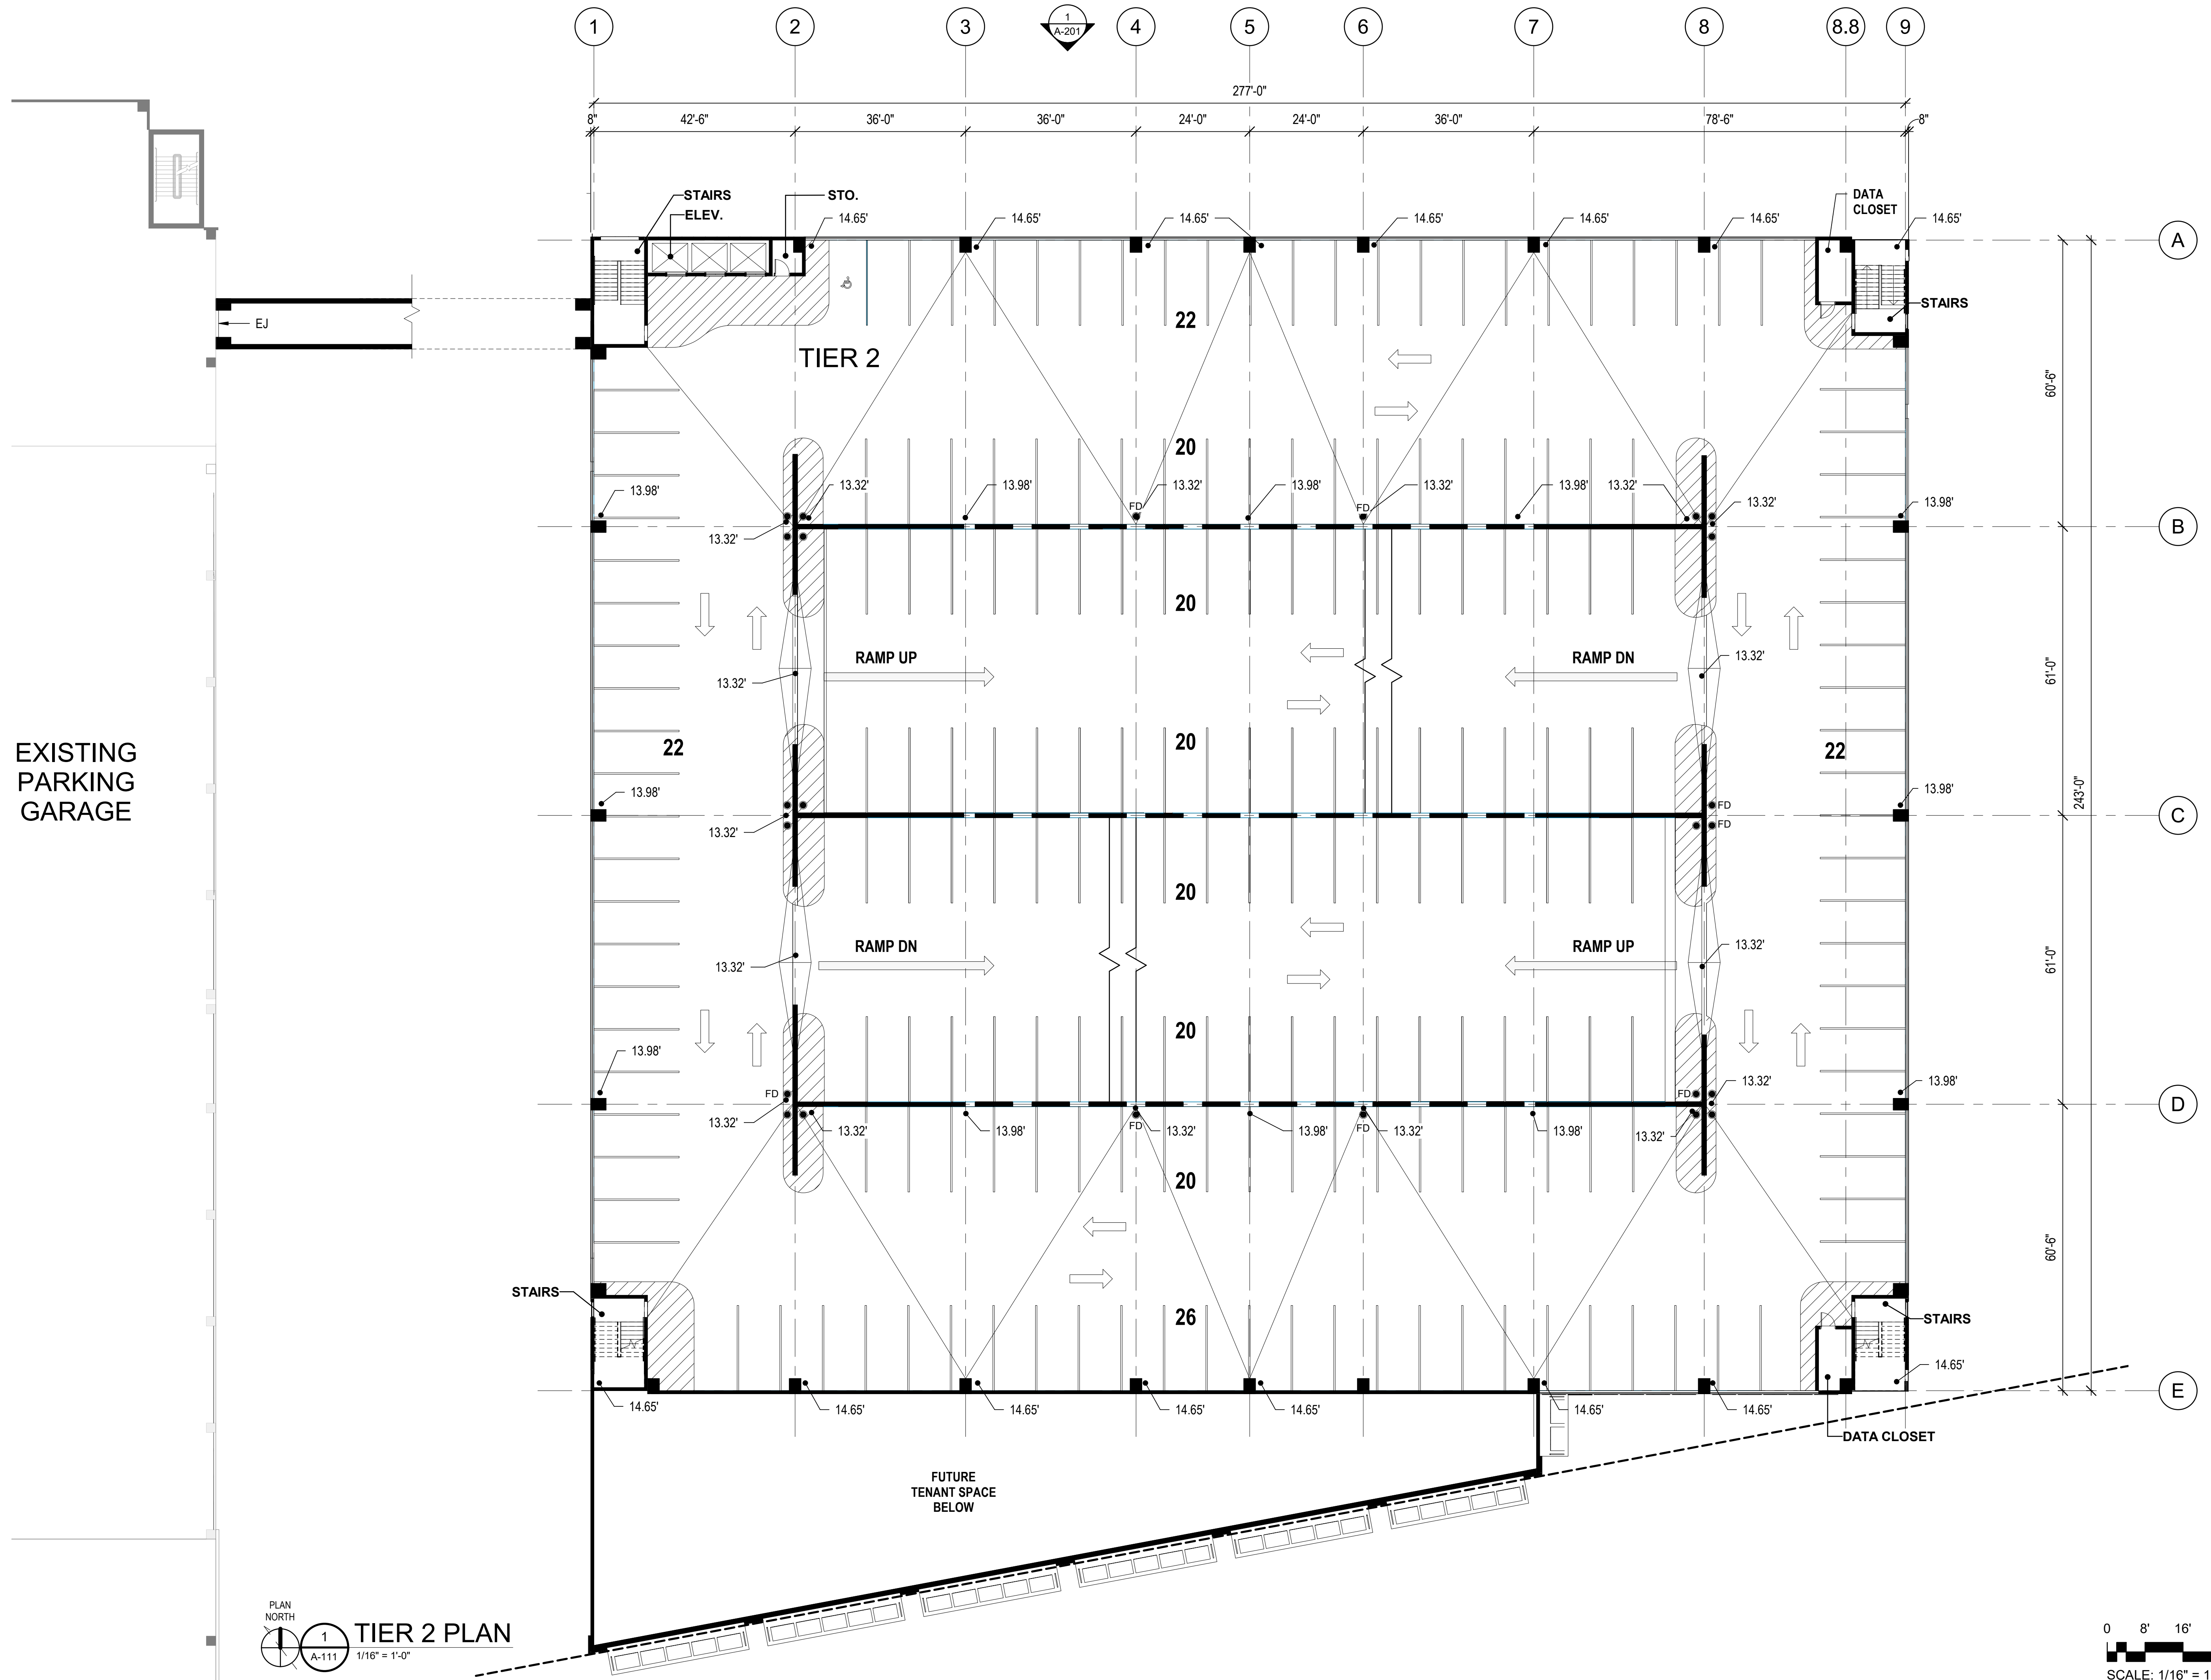 1
2
3
1
A-201
4
5
6
7
8
8.8
9
277'-0"
8"
42'-6"
36'-0"
36'-0"
24'-0"
24'-0"
36'-0"
78'-6"
8"
STAIRS
ELEV.
STO.
14.65'
14.65'
14.65'
14.65'
14.65'
14.65'
DATA
CLOSET
14.65'
A
EJ
STAIRS
22
TIER 2
60'-6"
20
13.98'
13.32'
13.98'
FD
13.32'
13.98'
FD
13.32'
13.98'
13.32'
13.32'
13.98'
13.32'
B
20
RAMP UP
RAMP DN
13.32'
13.32'
61'-0"
22
20
22
EXISTING
PARKING
GARAGE
13.98'
13.32'
FD
FD
13.98'
243'-0"
C
20
RAMP DN
RAMP UP
13.32'
13.32'
61'-0"
20
13.98'
FD
13.32'
13.32'
13.98'
FD
13.32'
13.98'
FD
13.32'
13.98'
FD
13.32'
13.32'
13.98'
D
20
60'-6"
STAIRS
26
STAIRS
14.65'
14.65'
14.65'
14.65'
14.65'
14.65'
14.65'
14.65'
E
DATA CLOSET
FUTURE
TENANT SPACE
BELOW
PLAN
NORTH
1
A-111
TIER 2 PLAN
1/16" = 1'-0"
0 8' 16'
SCALE: 1/16" = 1